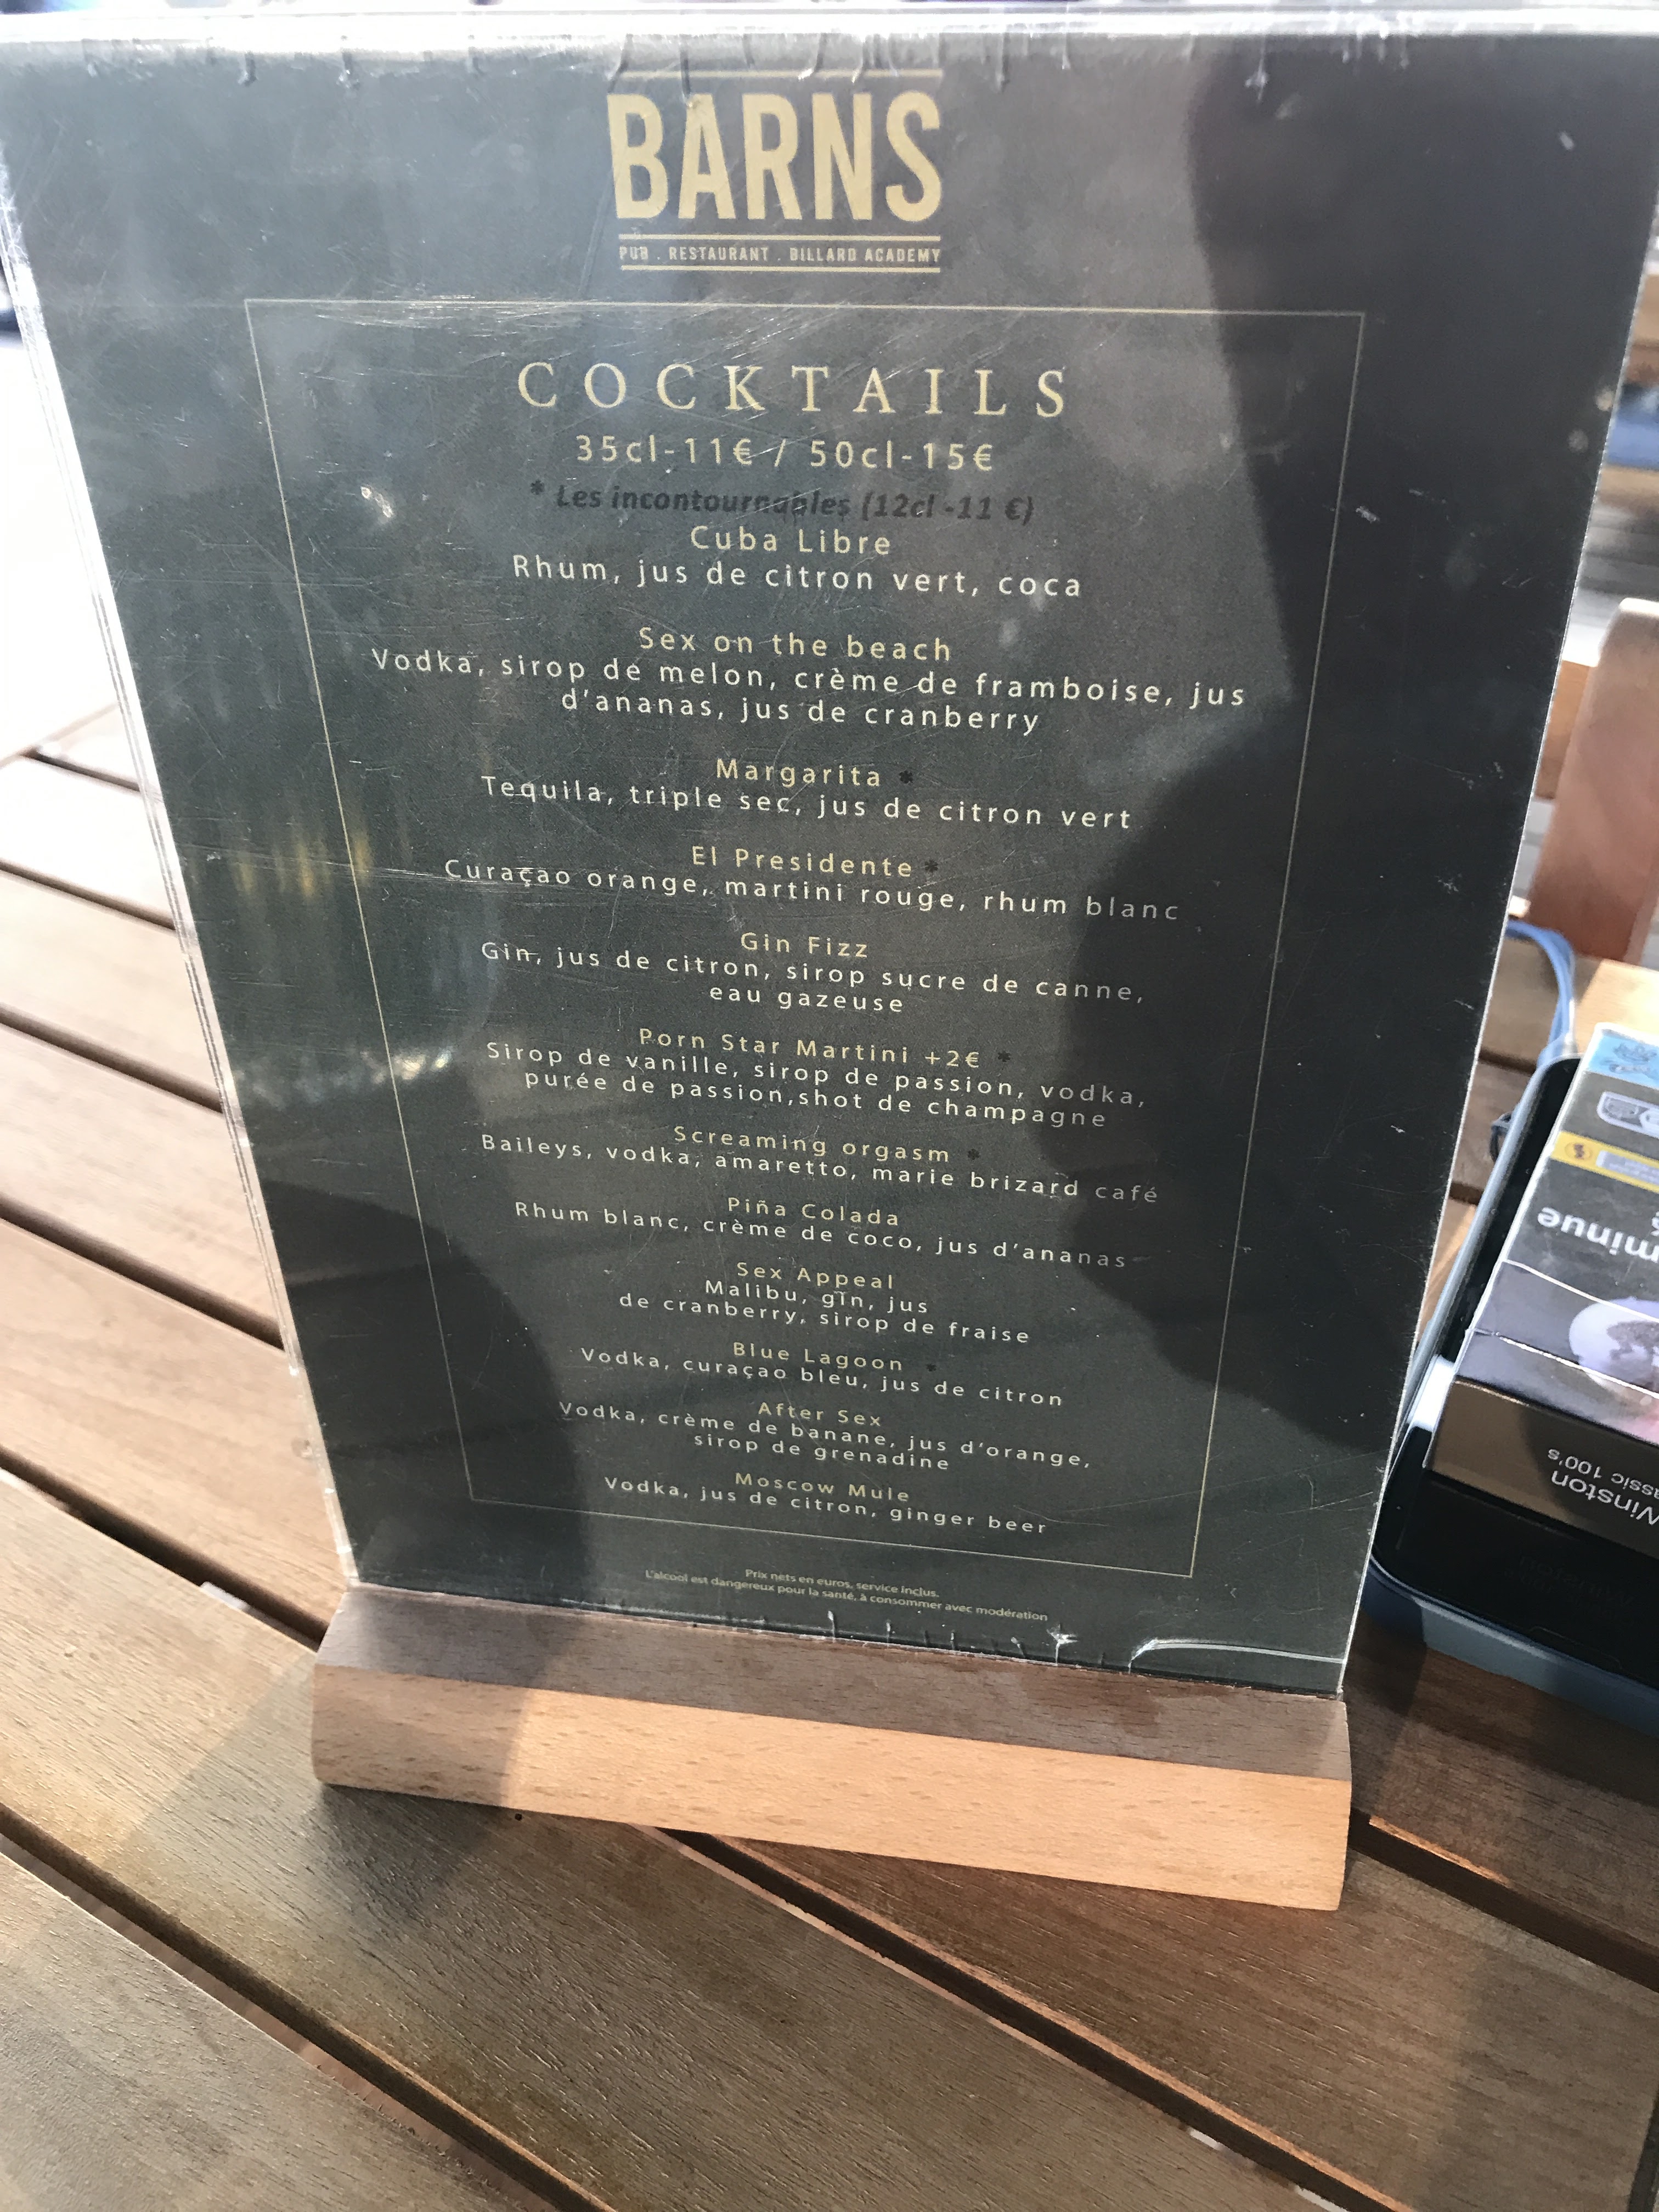 BARNS
PUB . RESTAURANT . BILLARD ACADEMY
COCKTAILS
35cl-11€ / 50cl-15€
* Les incontournables (12cl -11 €)
Cuba Libre
Rhum, jus de citron vert, coca
Sex on the beach
Vodka, sirop de melon, crème de framboise, jus
d'ananas, jus de cranberry
Margarita *
Tequila, triple sec, jus de citron vert
El Presidente *
Curaçao orange, martini rouge, rhum blanc
Gin Fizz
Gin, jus de citron, sirop sucre de canne,
eau gazeuse
Porn Star Martini +2€ *
Sirop de vanille, sirop de passion, vodka,
purée de passion,shot de champagne
Screaming orgasm *
Baileys, vodka, amaretto, marie brizard café
Piña Colada
Rhum blanc, crème de coco, jus d'ananas
Sex Appeal
Malibu, gin, jus
de cranberry, sirop de fraise
Blue Lagoon *
Vodka, curaçao bleu, jus de citron
After Sex
Vodka, crème de banane, jus d'orange,
sirop de grenadine
Moscow Mule
Vodka, jus de citron, ginger beer
Prix nets en euros, service inclus.
L'alcool est dangereux pour la santé, à consommer avec modération
minue
Winston
assic 100's